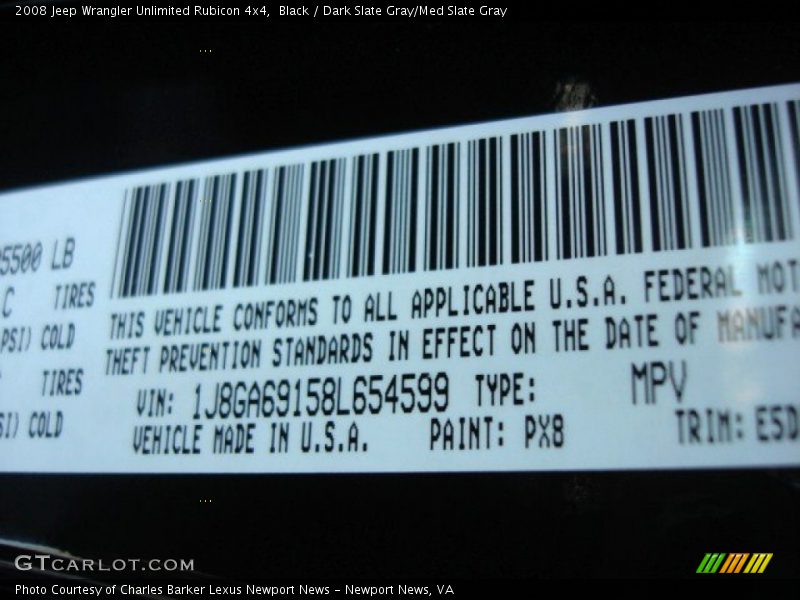 2008 Jeep Wrangler Unlimited Rubicon 4x4,  Black / Dark Slate Gray/Med Slate Gray
5500 LB
C TIRES
PSI) COLD
TIRES
SI) COLD
THIS VEHICLE CONFORMS TO ALL APPLICABLE U.S.A. FEDERAL MOT
THEFT PREVENTION STANDARDS IN EFFECT ON THE DATE OF MANUFA
VIN: 1J8GA69158L654599 TYPE: MPV
VEHICLE MADE IN U.S.A. PAINT: PX8 TRIM: E5D
GTCARLOT.COM
Photo Courtesy of Charles Barker Lexus Newport News - Newport News, VA